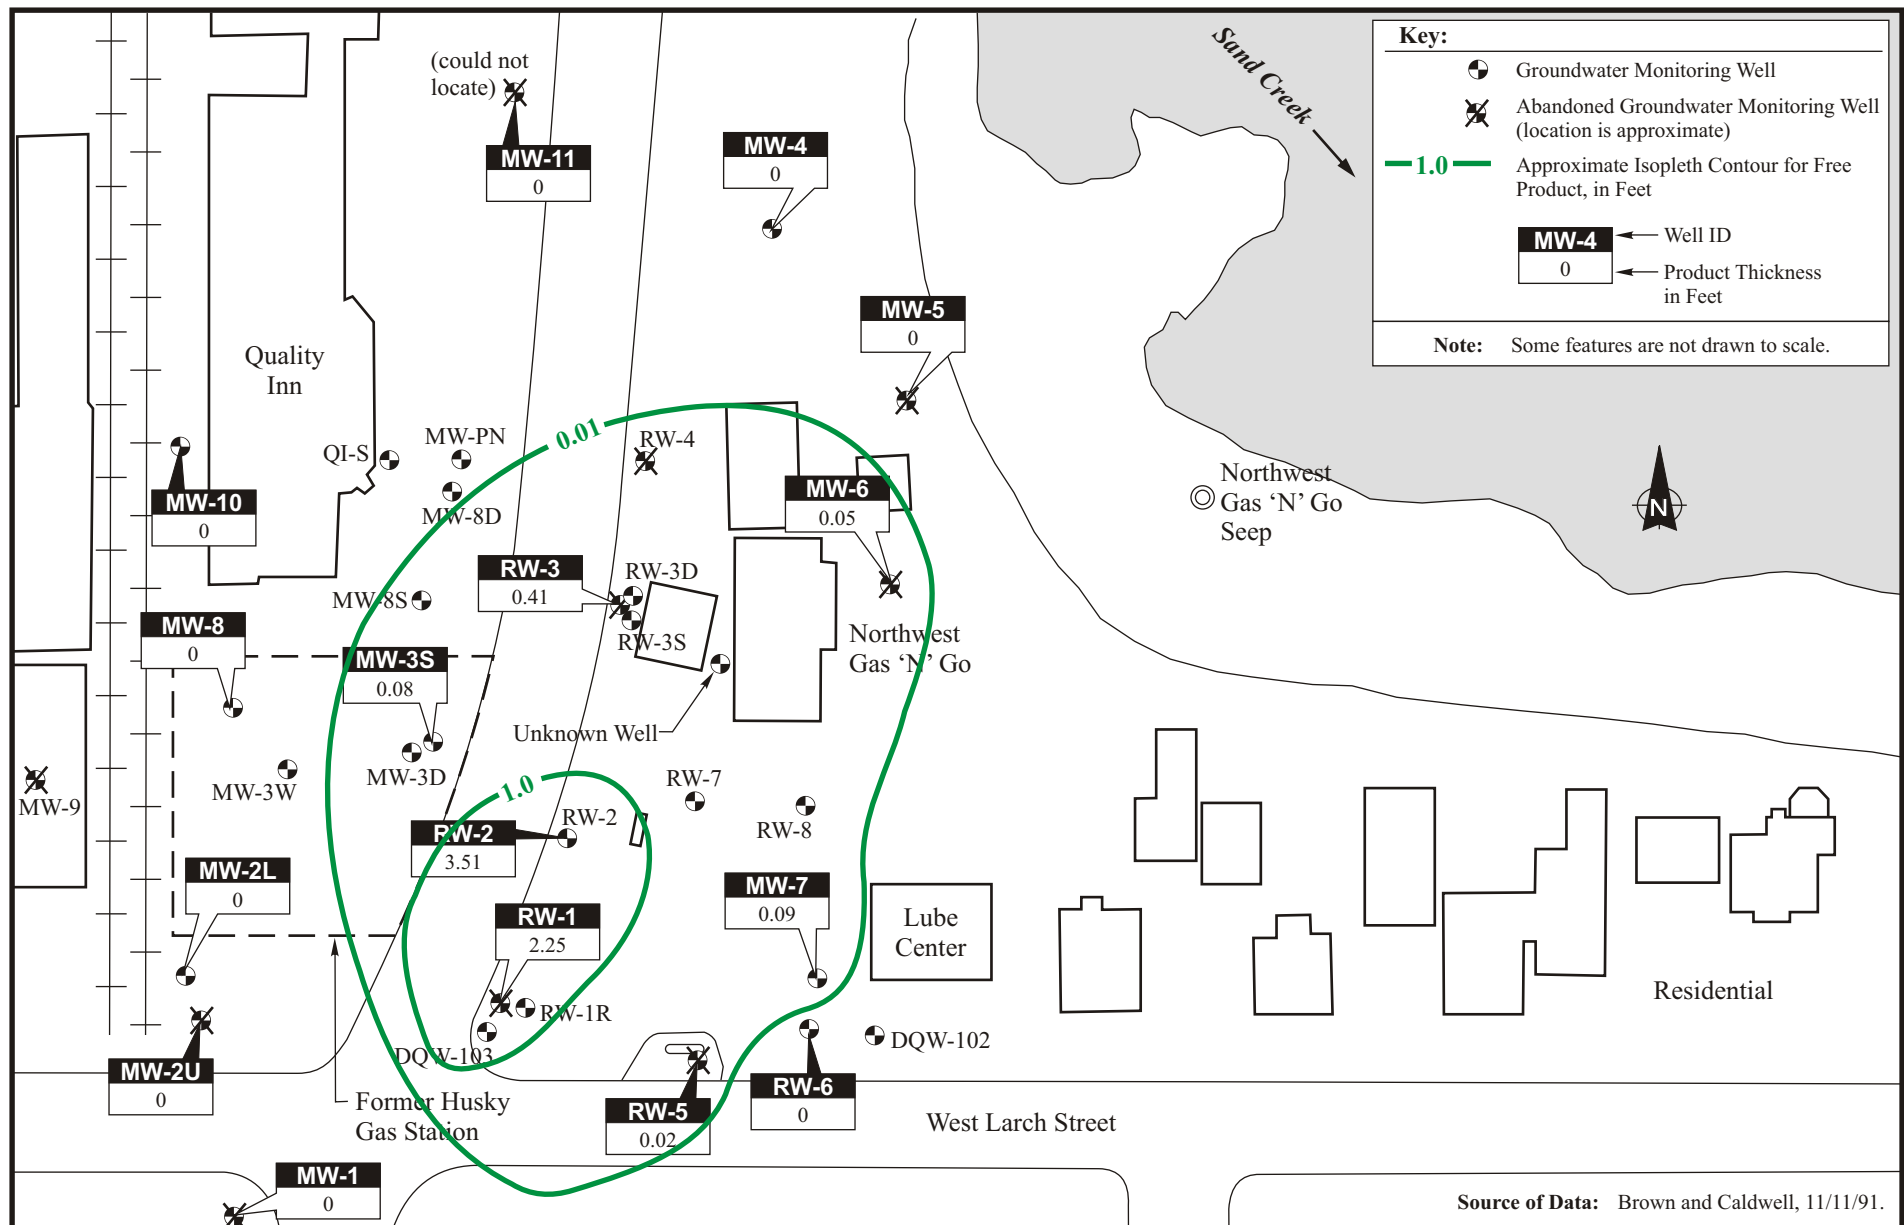 (could not
locate)
MW-11
0
MW-4
0
Sand Creek
Key:
Groundwater Monitoring Well
Abandoned Groundwater Monitoring Well
(location is approximate)
1.0
Approximate Isopleth Contour for Free
Product, in Feet
MW-4
0
Well ID
Product Thickness
in Feet
Note: Some features are not drawn to scale.
MW-5
0
Quality
Inn
0.01
RW-4
MW-PN
QI-S
MW-8D
MW-10
0
MW-6
0.05
Northwest
Gas ‘N’ Go
Seep
N
RW-3
0.41
RW-3D
RW-3S
MW-8S
MW-8
0
MW-3S
0.08
Northwest
Gas ‘N’ Go
Unknown Well
MW-3D
MW-3W
MW-9
1.0
RW-7
RW-2
RW-8
RW-2
3.51
MW-2L
0
MW-7
0.09
RW-1
2.25
Lube
Center
Residential
RW-1R
DQW-103
DQW-102
MW-2U
0
RW-6
0
RW-5
0.02
Former Husky
Gas Station
West Larch Street
MW-1
0
Source of Data: Brown and Caldwell, 11/11/91.